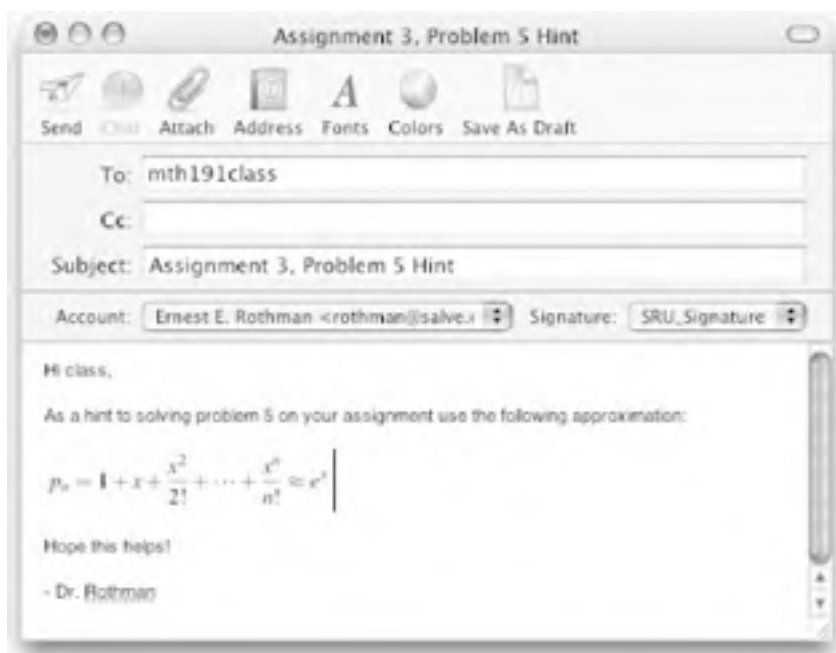 Assignment 3, Problem 5 Hint
Send Chat Attach Address Fonts Colors Save As Draft
To: mth191class
Cc:
Subject: Assignment 3, Problem 5 Hint
Account: Ernest E. Rothman <rothman@salve. Signature: SRU_Signature
Hi class,
As a hint to solving problem 5 on your assignment use the following approximation:
pₙ = 1 + x + x²/2! + ⋯ + xⁿ/n! ≈ eˣ
Hope this helps!
- Dr. Rothman